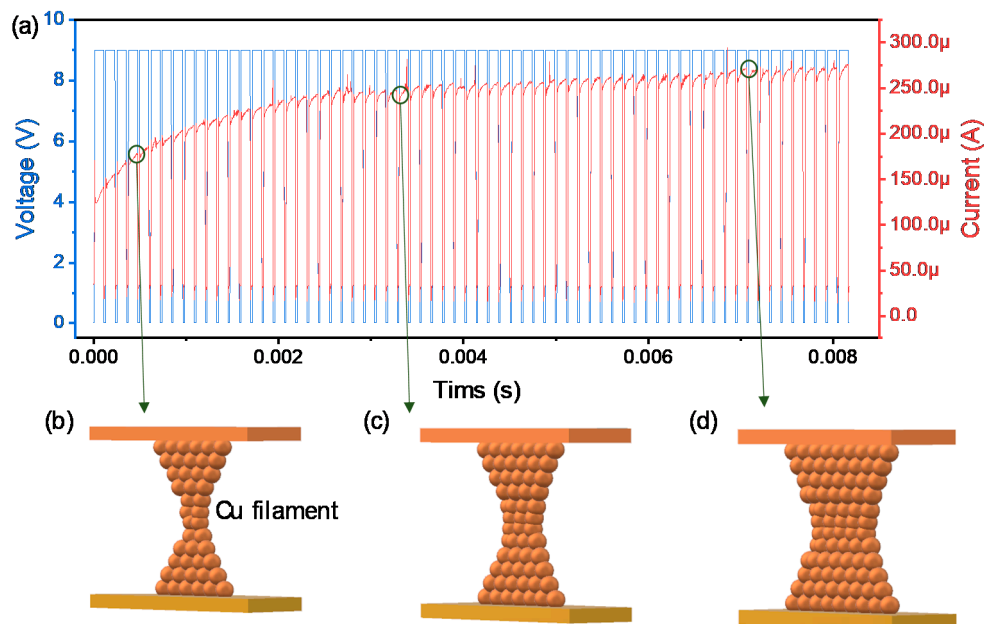 (a)
10
8
6
4
2
0
Voltage (V)
300.0μ
250.0μ
200.0μ
150.0μ
100.0μ
50.0μ
0.0
Current (A)
0.000
0.002
0.004
0.006
0.008
Tims (s)
(b)
(c)
(d)
Cu filament